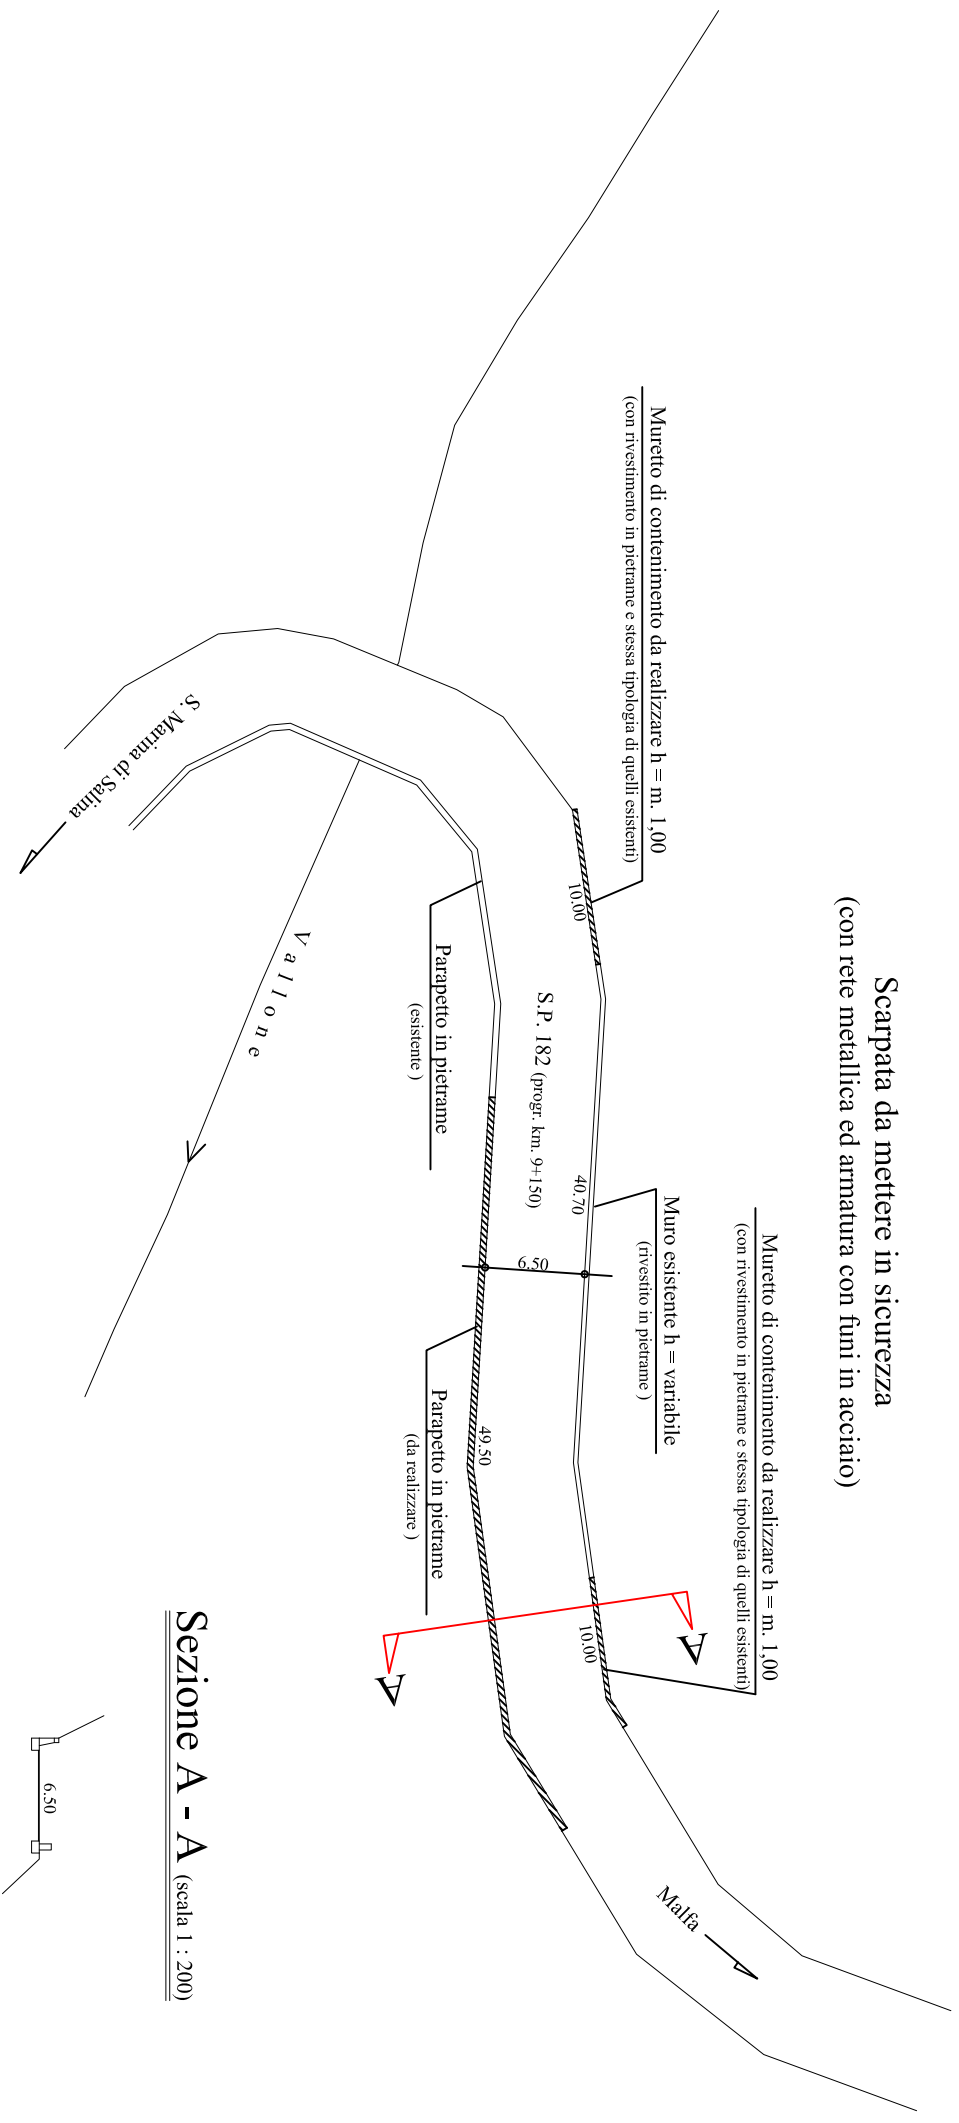 Scarpata da mettere in sicurezza
(con rete metallica ed armatura con funi in acciaio)
Muretto di contenimento da realizzare h = m. 1,00
(con rivestimento in pietrame e stessa tipologia di quelli esistenti)
Muretto di contenimento da realizzare h = m. 1,00
(con rivestimento in pietrame e stessa tipologia di quelli esistenti)
Muro esistente h = variabile
(rivestito in pietrame )
10.00
40.70
10.00
S.P. 182 (progr. km. 9+150)
6.50
49.50
A
A
Malfa
S. Marina di Salina
Vallone
Parapetto in pietrame
(esistente )
Parapetto in pietrame
(da realizzare )
Sezione A - A (scala 1 : 200)
6.50